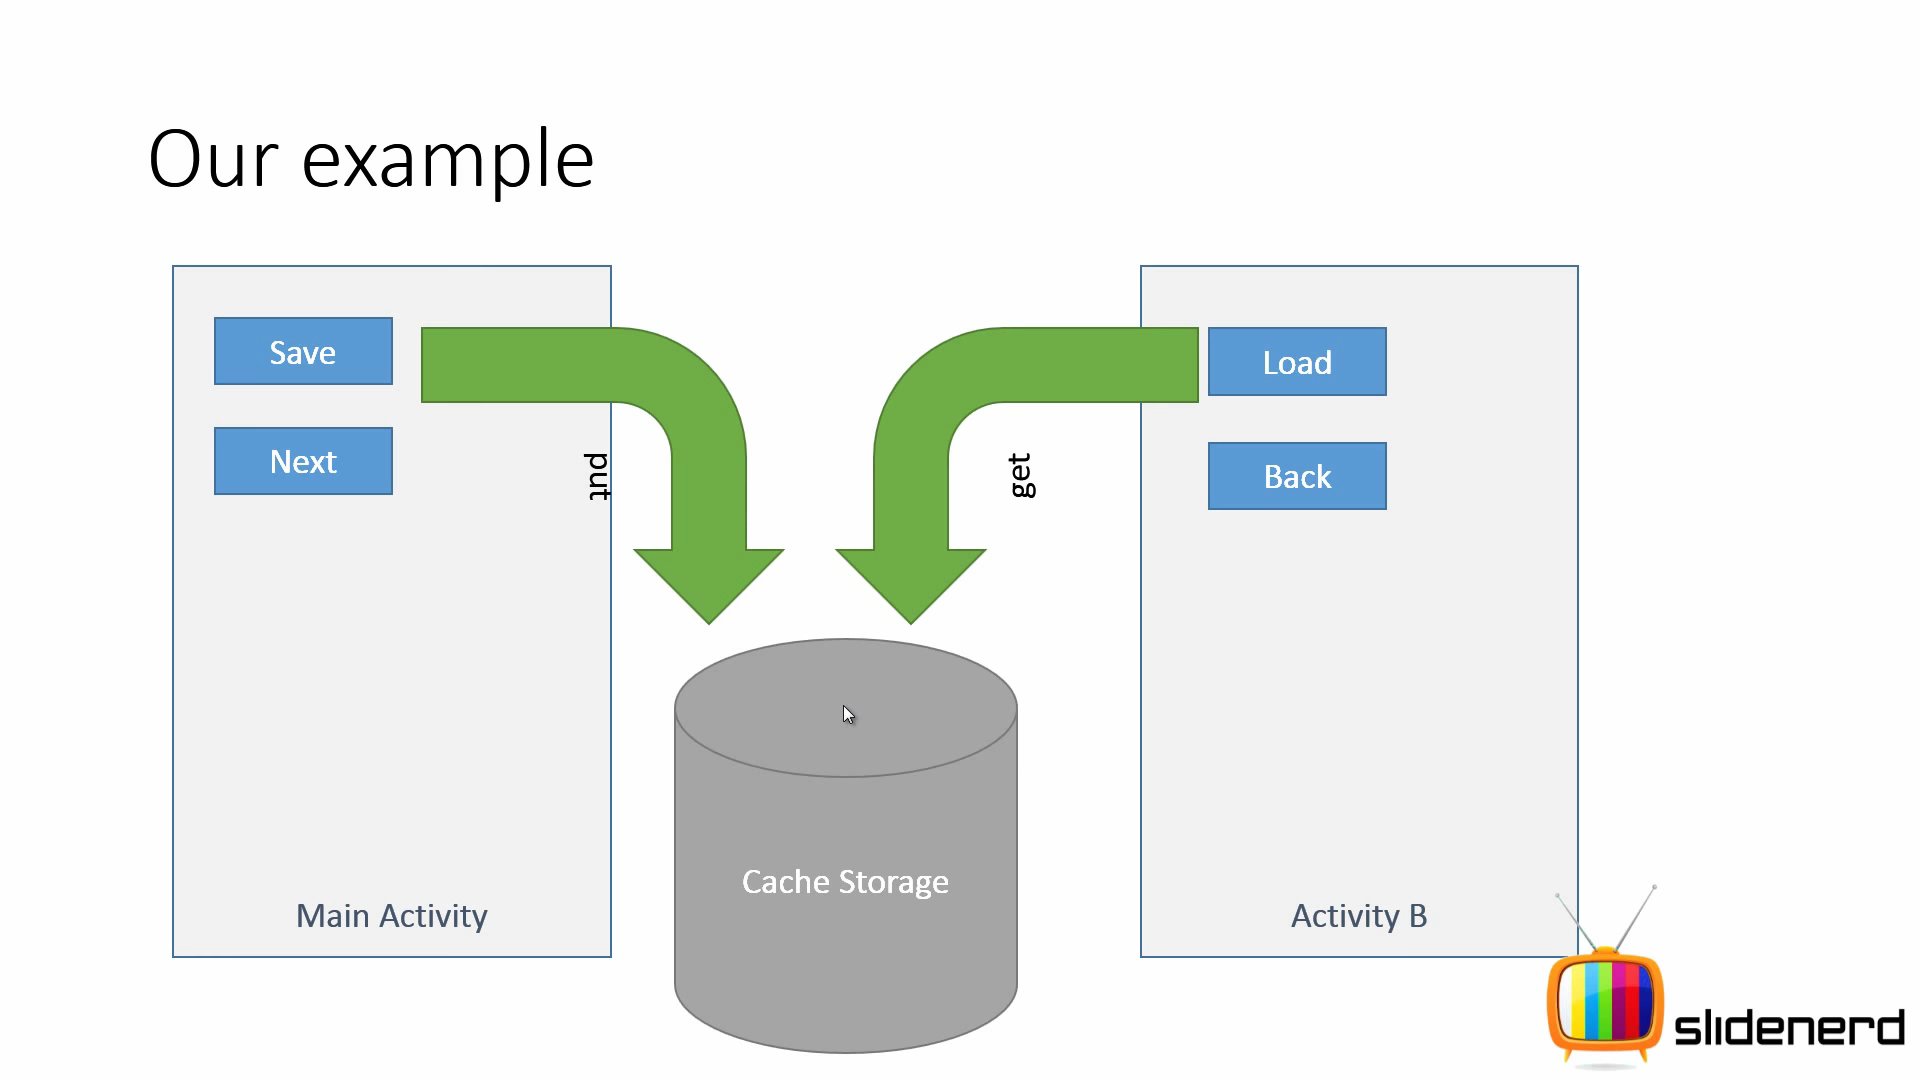 Our example
Save
Next
put
Main Activity
Cache Storage
get
Load
Back
Activity B
slidenerd